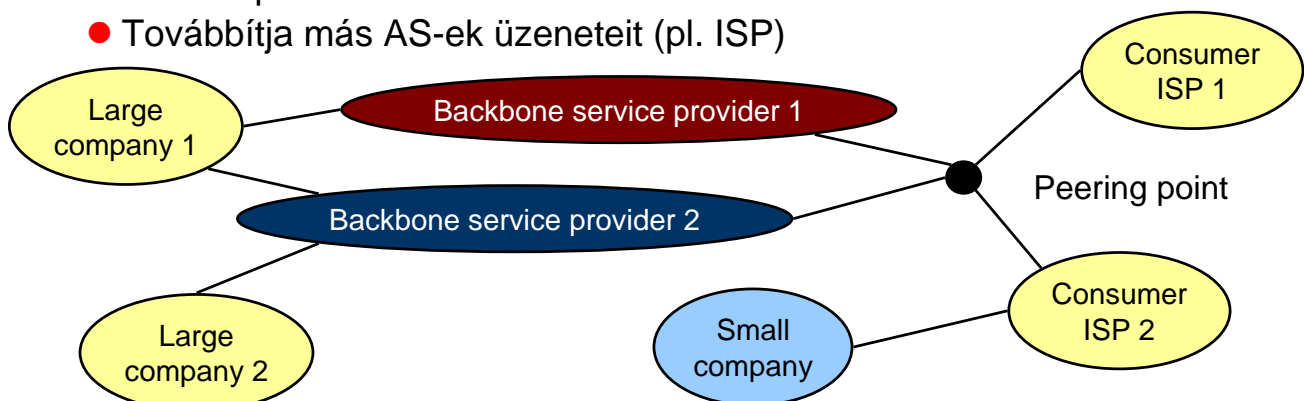 ● Továbbítja más AS-ek üzeneteit (pl. ISP)
Consumer
ISP 1
Large
company 1
Backbone service provider 1
Peering point
Backbone service provider 2
Consumer
ISP 2
Large
company 2
Small
company